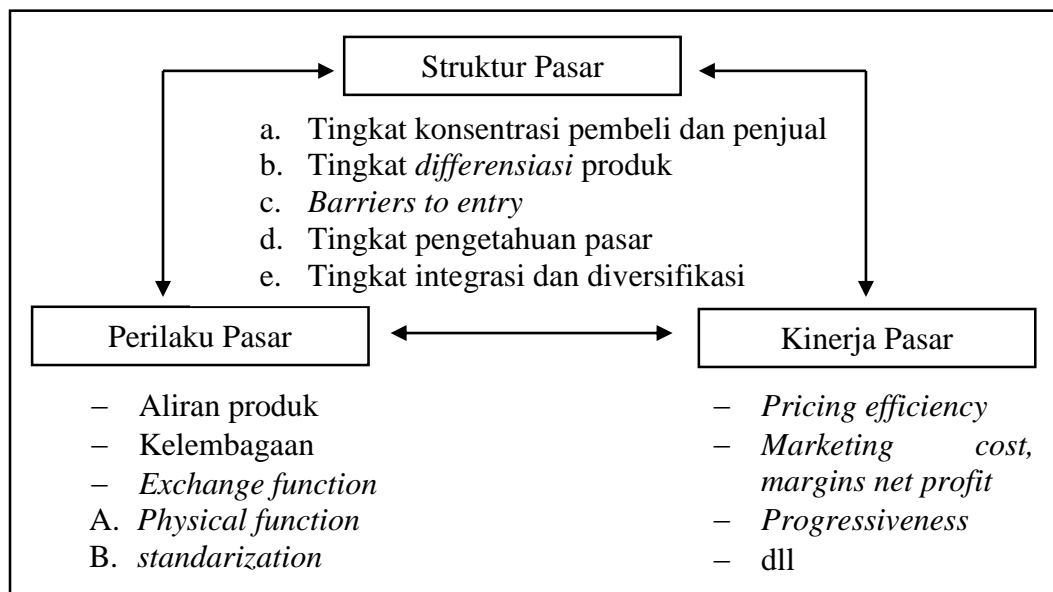 Struktur Pasar
a. Tingkat konsentrasi pembeli dan penjual
b. Tingkat differensiasi produk
c. Barriers to entry
d. Tingkat pengetahuan pasar
e. Tingkat integrasi dan diversifikasi
Perilaku Pasar
− Aliran produk
− Kelembagaan
− Exchange function
A. Physical function
B. standarization
Kinerja Pasar
− Pricing efficiency
− Marketing cost,
margins net profit
− Progressiveness
− dll